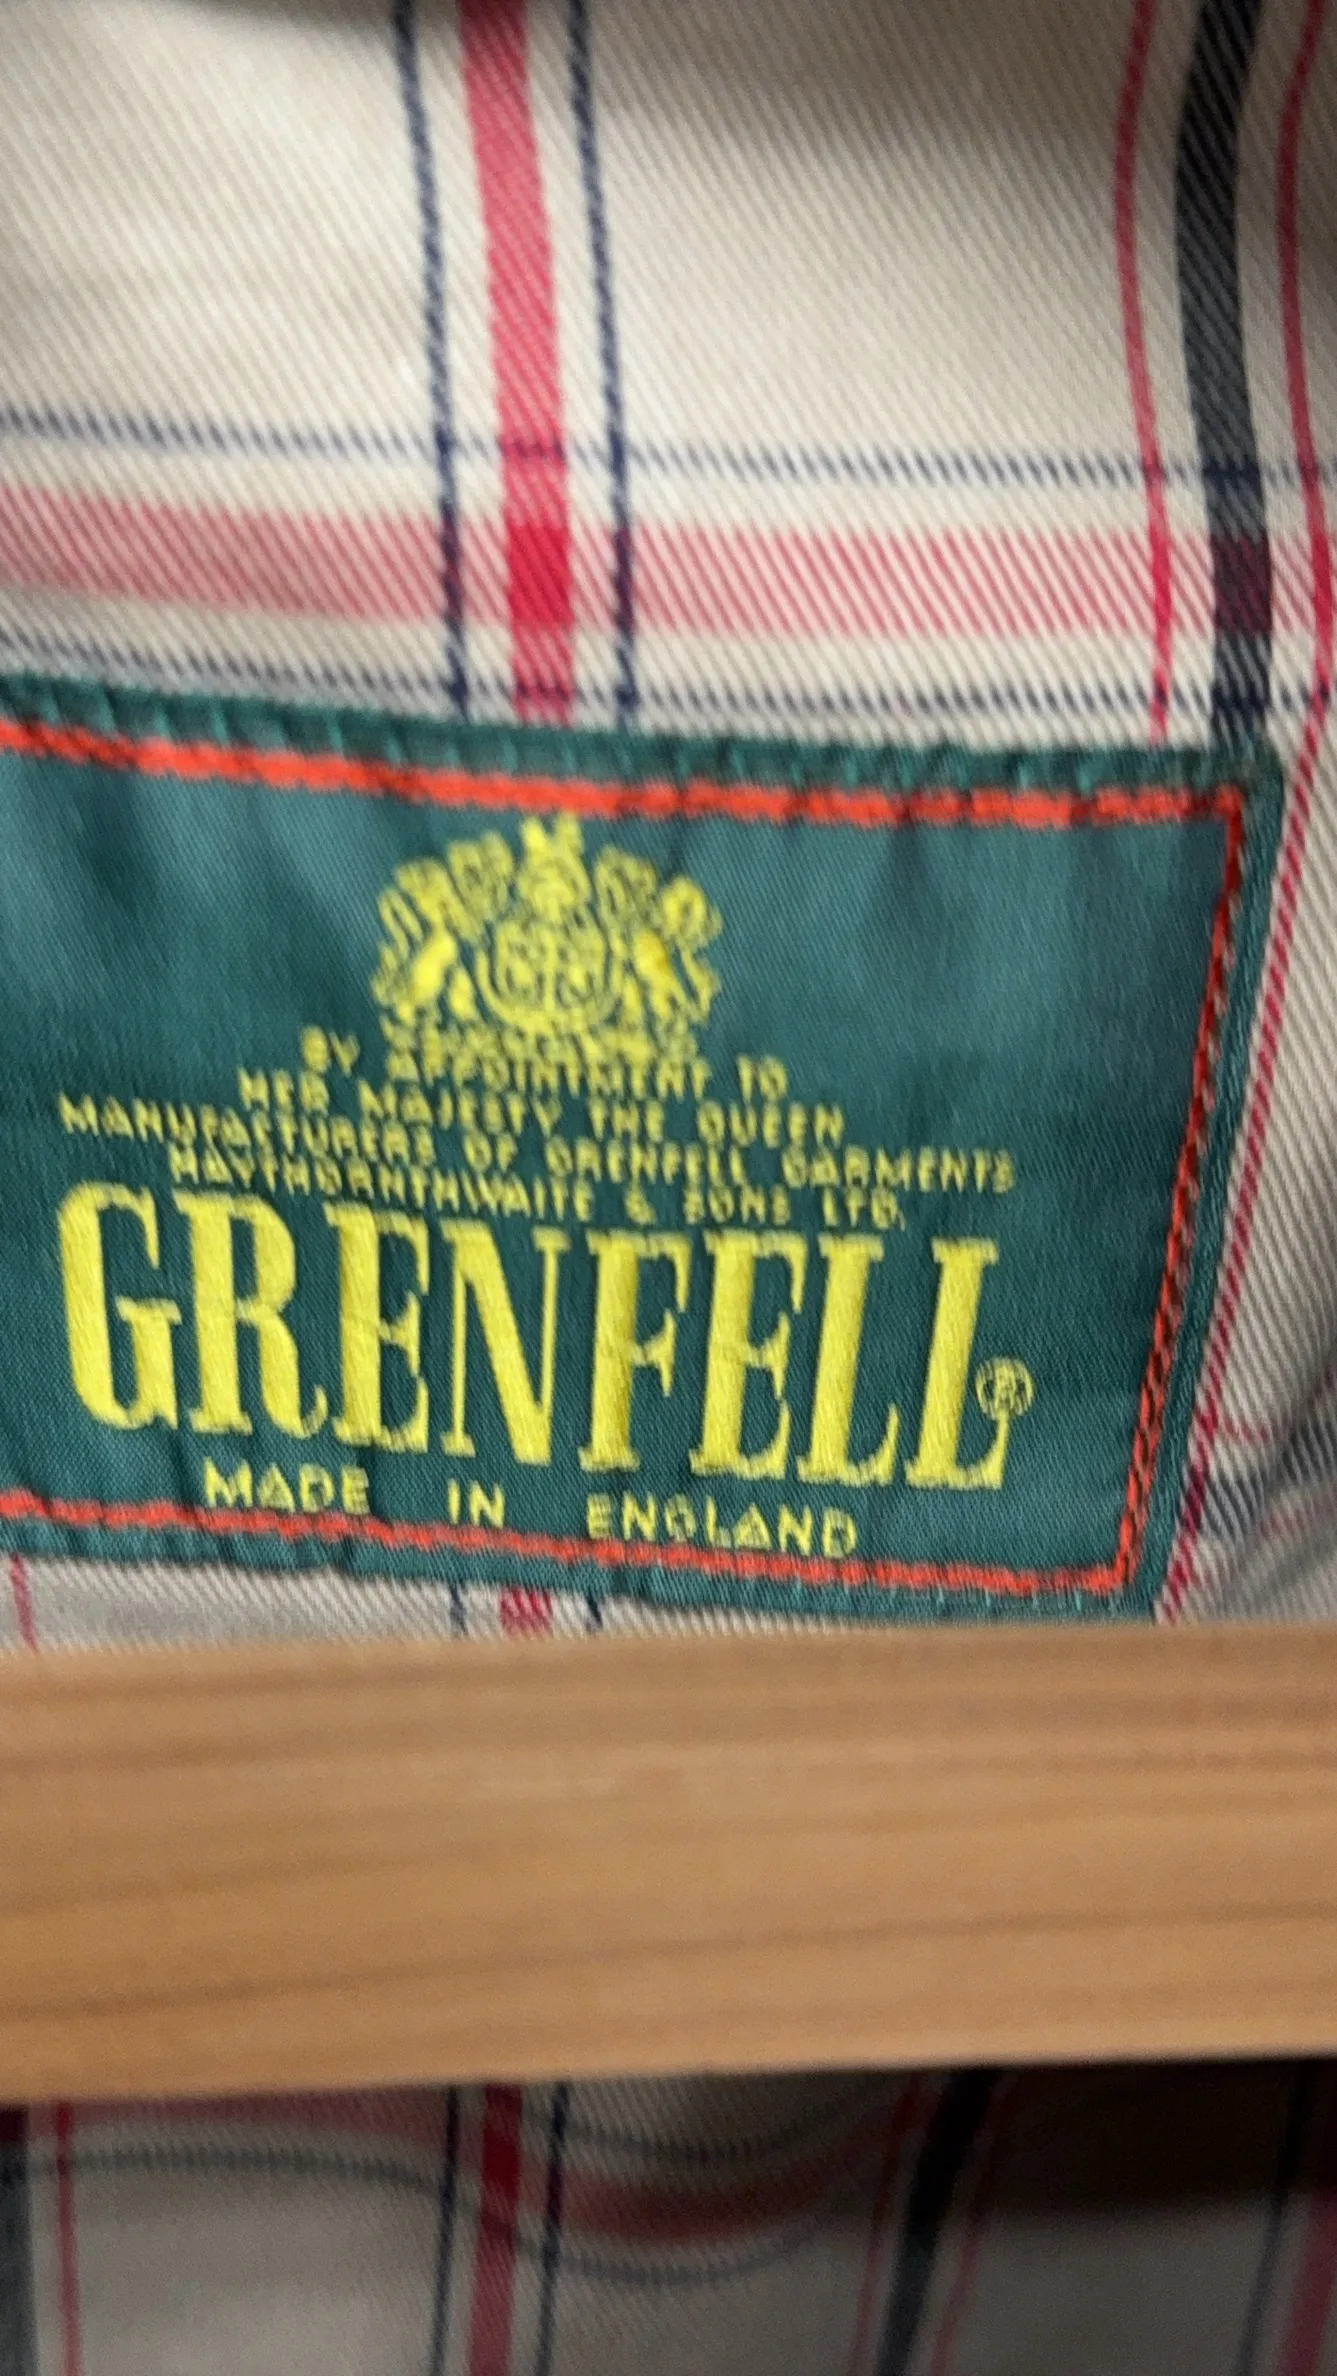 BY APPOINTMENT TO
HER MAJESTY THE QUEEN
MANUFACTURERS OF GRENFELL GARMENTS
HAYTHORNTHWAITE & SONS LTD.
GRENFELL®
MADE IN ENGLAND